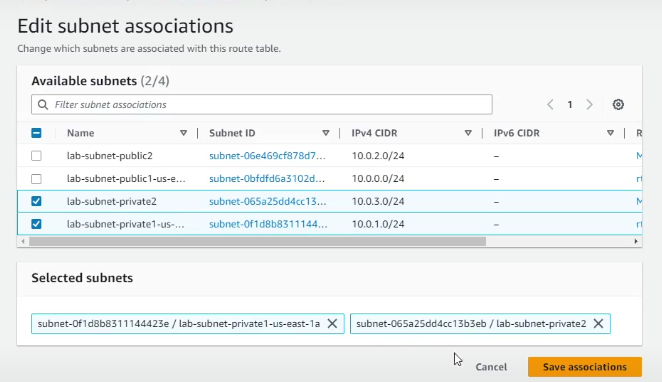 Edit subnet associations
Change which subnets are associated with this route table.
Available subnets (2/4)
Filter subnet associations
1
Name Subnet ID IPv4 CIDR IPv6 CIDR R
lab-subnet-public2 subnet-06e469cf878d7... 10.0.2.0/24 – M
lab-subnet-public1-us-e... subnet-0bfdfd6a3102d... 10.0.0.0/24 – rt
lab-subnet-private2 subnet-065a25dd4cc13... 10.0.3.0/24 – M
lab-subnet-private1-us-... subnet-0f1d8b8311144... 10.0.1.0/24 – rt
Selected subnets
subnet-0f1d8b8311144423e / lab-subnet-private1-us-east-1a subnet-065a25dd4cc13b3eb / lab-subnet-private2
Cancel Save associations